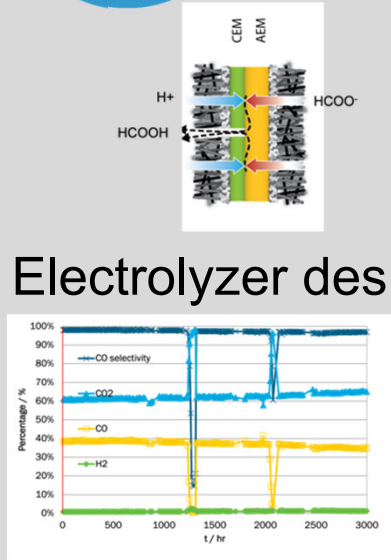 CEM AEM
H+
HCOO-
HCOOH
Electrolyzer des
100%
90%
80%
70%
60%
50%
40%
30%
20%
10%
0%
Percentage / %
CO selectivity
CO2
CO
H2
0 500 1000 1500 2000 2500 3000
t / hr